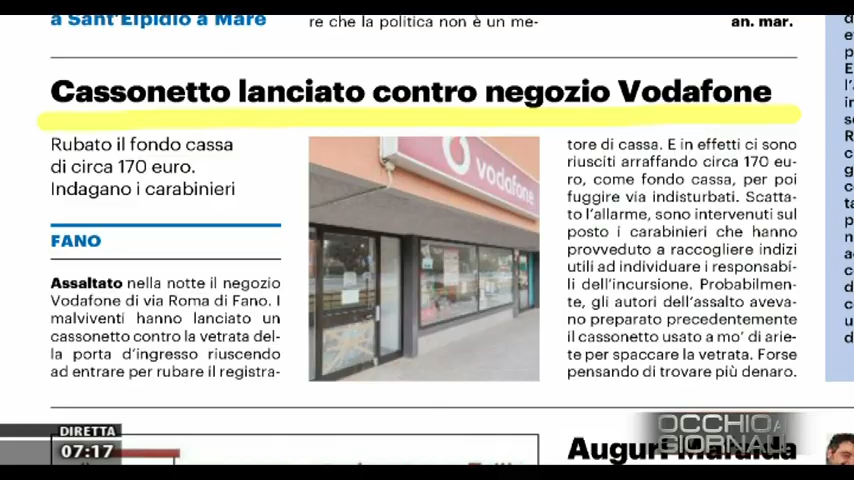 a Sant'Elpidio a Mare
re che la politica non è un me-
an. mar.
Cassonetto lanciato contro negozio Vodafone
Rubato il fondo cassa
di circa 170 euro.
Indagano i carabinieri
FANO
Assaltato nella notte il negozio
Vodafone di via Roma di Fano. I
malviventi hanno lanciato un
cassonetto contro la vetrata del-
la porta d'ingresso riuscendo
ad entrare per rubare il registra-
vodafone
tore di cassa. E in effetti ci sono
riusciti arraffando circa 170 eu-
ro, come fondo cassa, per poi
fuggire via indisturbati. Scatta-
to l'allarme, sono intervenuti sul
posto i carabinieri che hanno
provveduto a raccogliere indizi
utili ad individuare i responsabi-
li dell'incursione. Probabilmen-
te, gli autori dell'assalto aveva-
no preparato precedentemente
il cassonetto usato a mo' di arie-
te per spaccare la vetrata. Forse
pensando di trovare più denaro.
DIRETTA
07:17
OCCHIO AI
GIORNALI
Auguri